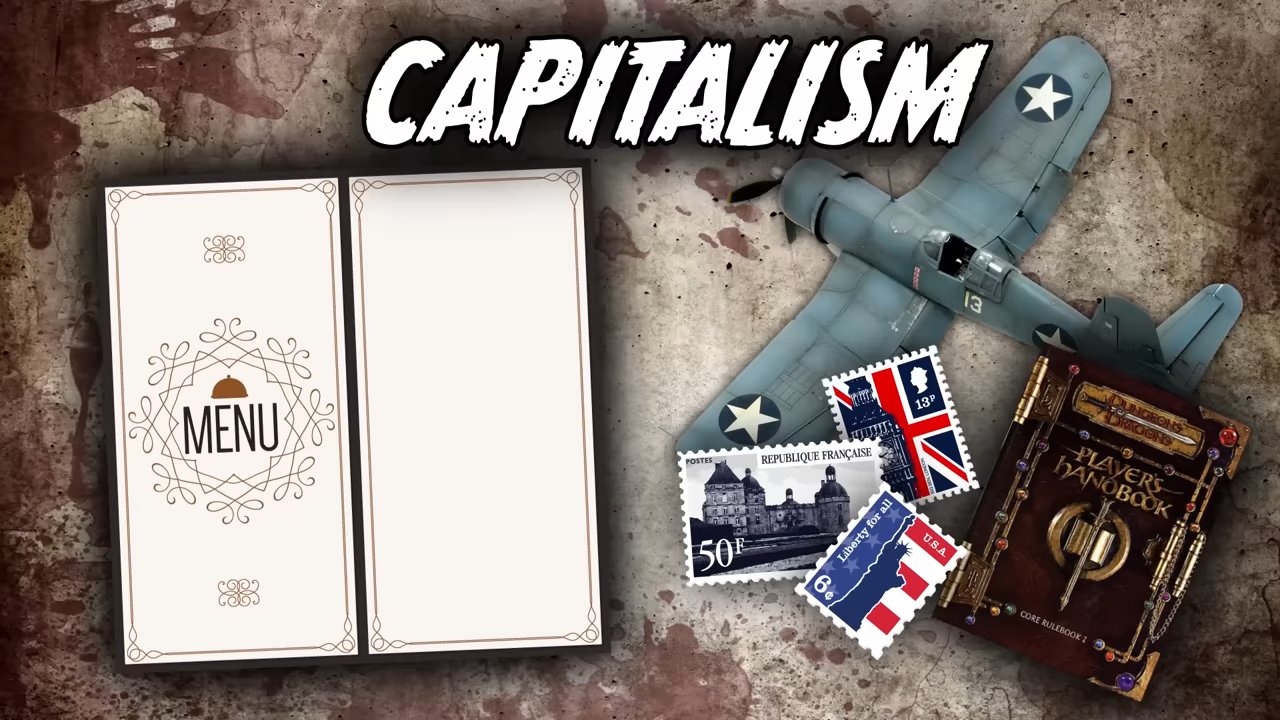 CAPITALISM
MENU
13
13P
POSTES
REPUBLIQUE FRANÇAISE
50F
Liberty for all
U.S.A.
6¢
DUNGEONS
& DRAGONS
PLAYER'S
HANDBOOK
CORE RULEBOOK I